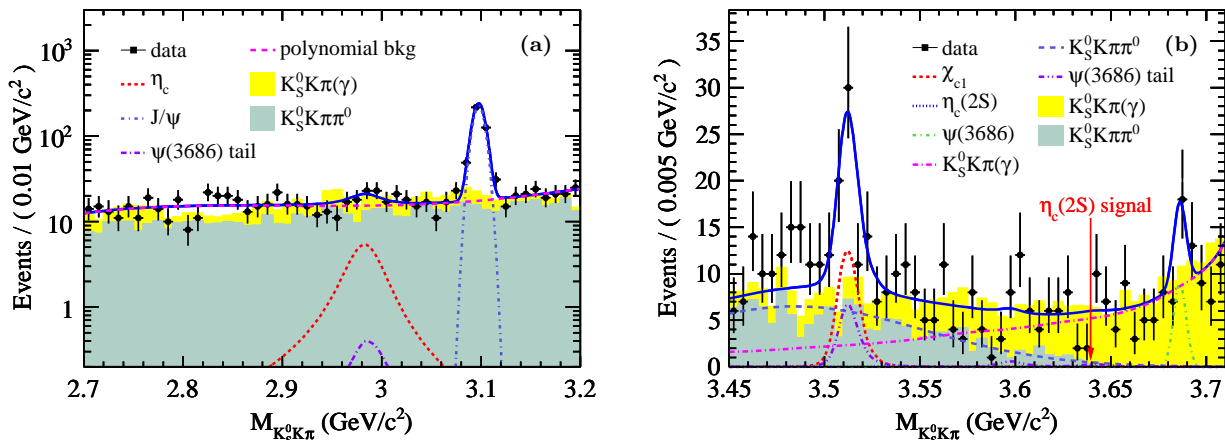 (a)
data
η_c
J/ψ
ψ(3686) tail
polynomial bkg
K_S^0Kπ(γ)
K_S^0Kππ^0
Events / ( 0.01 GeV/c^2 )
10^3
10^2
10
1
2.7 2.8 2.9 3 3.1 3.2
M_{K_S^0Kπ} (GeV/c^2)
(b)
data
χ_{c1}
η_c(2S)
ψ(3686)
K_S^0Kπ(γ)
K_S^0Kππ^0
ψ(3686) tail
K_S^0Kπ(γ)
K_S^0Kππ^0
η_c(2S) signal
Events / ( 0.005 GeV/c^2 )
35
30
25
20
15
10
5
0
3.45 3.5 3.55 3.6 3.65 3.7
M_{K_S^0Kπ} (GeV/c^2)